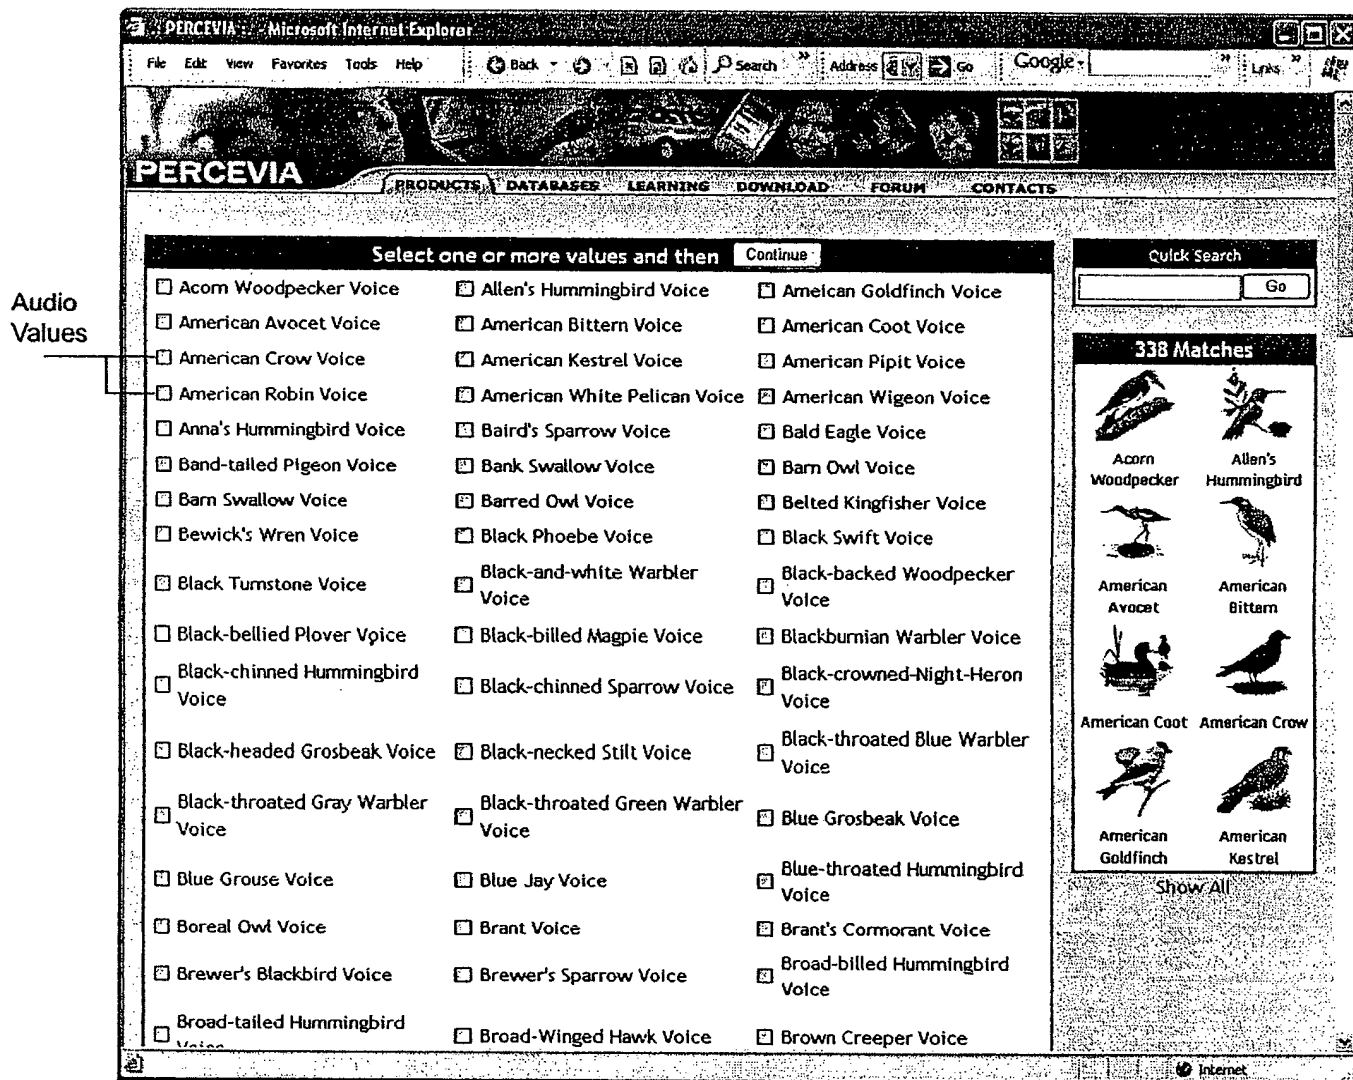 PERCEVIA - Microsoft Internet Explorer
File Edit View Favorites Tools Help Back Search » Address Go Google » Links »
PERCEVIA
PRODUCTS DATABASES LEARNING DOWNLOAD FORUM CONTACTS
Select one or more values and then Continue
Audio
Values
Acorn Woodpecker Voice Allen's Hummingbird Voice Ameican Goldfinch Voice
American Avocet Voice American Bittern Voice American Coot Voice
American Crow Voice American Kestrel Voice American Pipit Voice
American Robin Voice American White Pelican Voice American Wigeon Voice
Anna's Hummingbird Voice Baird's Sparrow Voice Bald Eagle Voice
Band-tailed Pigeon Voice Bank Swallow Voice Barn Owl Voice
Barn Swallow Voice Barred Owl Voice Belted Kingfisher Voice
Bewick's Wren Voice Black Phoebe Voice Black Swift Voice
Black Turnstone Voice Black-and-white Warbler Voice Black-backed Woodpecker Voice
Black-bellied Plover Voice Black-billed Magpie Voice Blackburnian Warbler Voice
Black-chinned Hummingbird Voice Black-chinned Sparrow Voice Black-crowned-Night-Heron Voice
Black-headed Grosbeak Voice Black-necked Stilt Voice Black-throated Blue Warbler Voice
Black-throated Gray Warbler Voice Black-throated Green Warbler Voice Blue Grosbeak Voice
Blue Grouse Voice Blue Jay Voice Blue-throated Hummingbird Voice
Boreal Owl Voice Brant Voice Brant's Cormorant Voice
Brewer's Blackbird Voice Brewer's Sparrow Voice Broad-billed Hummingbird Voice
Broad-tailed Hummingbird Voice Broad-Winged Hawk Voice Brown Creeper Voice
Quick Search
Go
338 Matches
Acorn Woodpecker Allen's Hummingbird
American Avocet American Bittern
American Coot American Crow
American Goldfinch American Kestrel
Show All
Internet